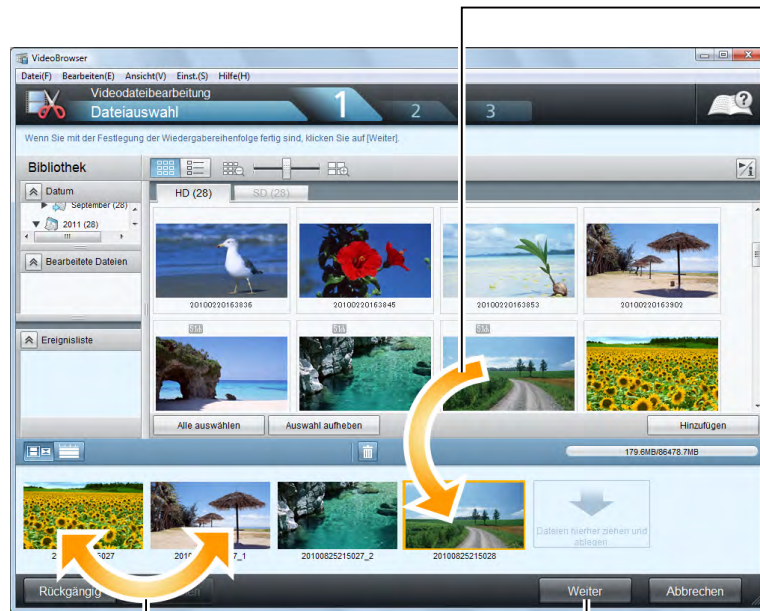 VideoBrowser
Datei(F) Bearbeiten(E) Ansicht(V) Einst.(S) Hilfe(H)
Videodateibearbeitung
Dateiauswahl
1 2 3
Wenn Sie mit der Festlegung der Wiedergabereihenfolge fertig sind, klicken Sie auf [Weiter].
Bibliothek
Datum
September (28)
2011 (28)
Bearbeitete Dateien
Ereignisliste
HD (28) SD (28)
20100220163836 20100220163845 20100220163853 20100220163902
Alle auswählen Auswahl aufheben Hinzufügen
179.6MB/86478.7MB
Dateien hierher ziehen und
ablegen
20100825215027_2 20100825215028
Rückgängig Weiter Abbrechen